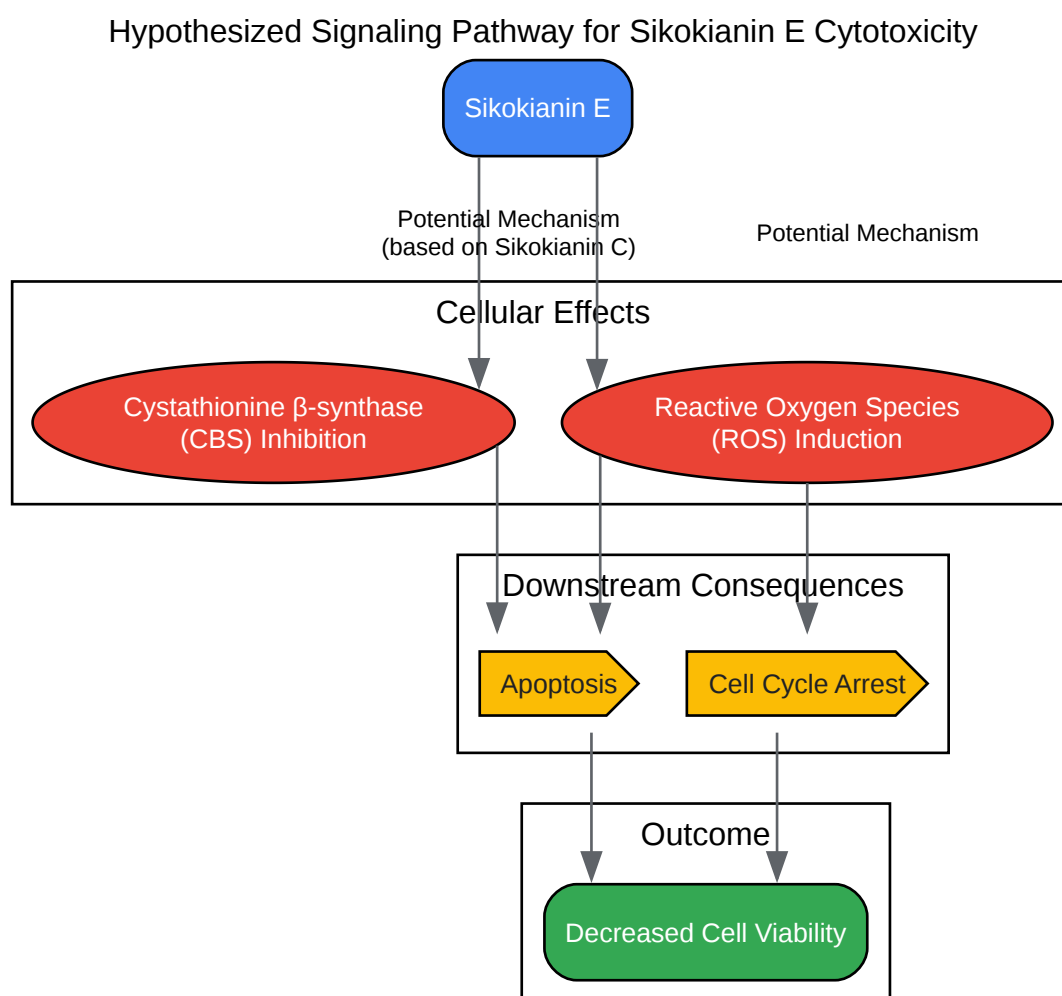 Hypothesized Signaling Pathway for Sikokianin E Cytotoxicity
Sikokianin E
Potential Mechanism
(based on Sikokianin C)
Potential Mechanism
Cellular Effects
Cystathionine β-synthase
(CBS) Inhibition
Reactive Oxygen Species
(ROS) Induction
Downstream Consequences
Apoptosis
Cell Cycle Arrest
Outcome
Decreased Cell Viability